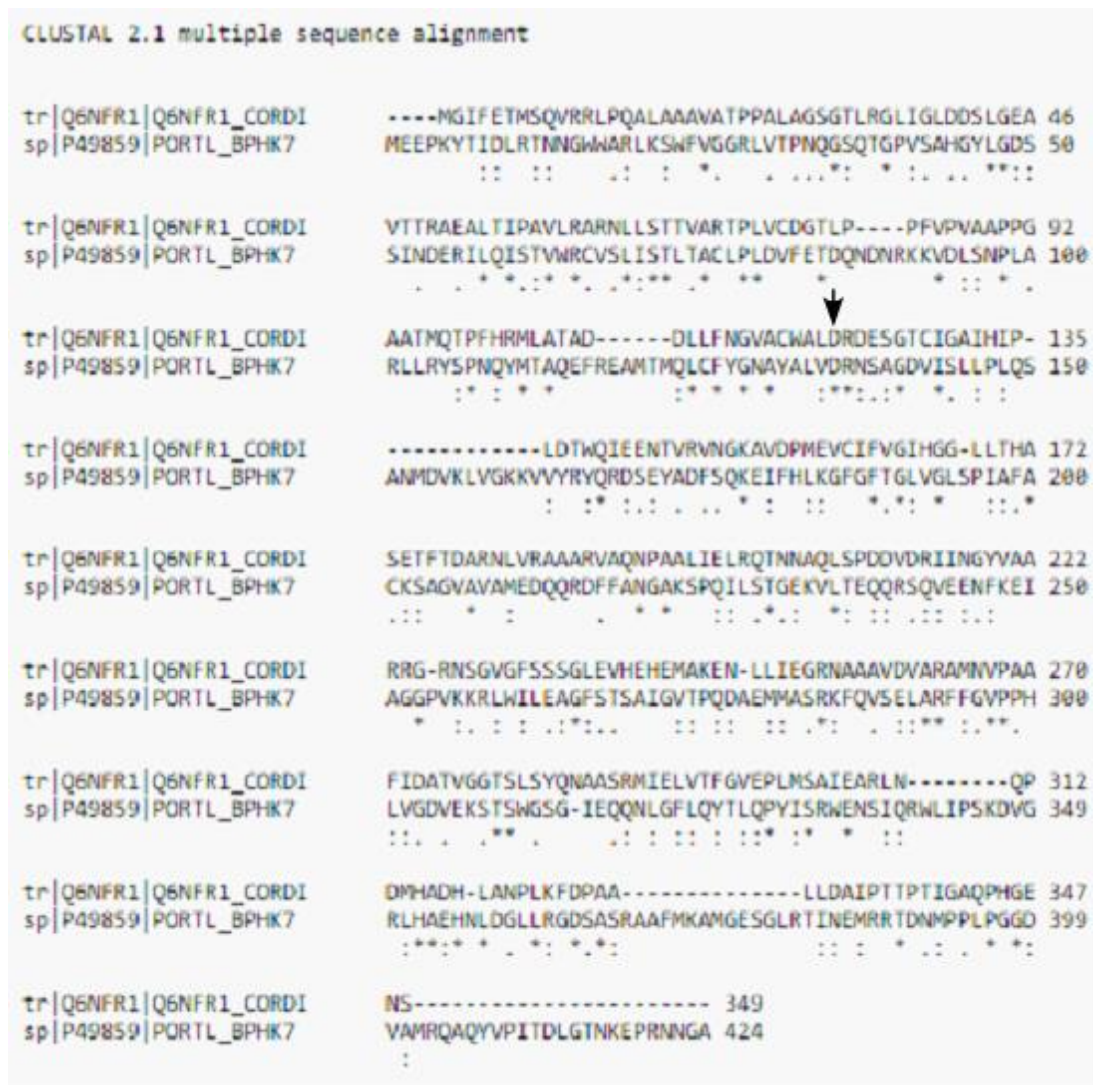 CLUSTAL 2.1 multiple sequence alignment
tr|Q6NFR1|Q6NFR1_CORDI ----MGIFETMSQVRRLPQALAAAVATPPALAGSGTLRGLIGLDDSLGEA 46
sp|P49859|PORTL_BPHK7 MEEPKYTIDLRTNNGWWARLKSWFVGGRLVTPNQGSQTGPVSAHGYLGDS 50
:: :: .: : *. . ...*: * :. .. **::
tr|Q6NFR1|Q6NFR1_CORDI VTTRAEALTIPAVLRARNLLSTTVARTPLVCDGTLP----PFVPVAAPPG 92
sp|P49859|PORTL_BPHK7 SINDERILQISTVWRCVSLISTLTACLPLDVFETDQNDNRKKVDLSNPLA 100
. . * *.:* *. .*:** .* ** * * :: * .
tr|Q6NFR1|Q6NFR1_CORDI AATMQTPFHRMLATAD------DLLFNGVACWALDRDESGTCIGAIHIP- 135
sp|P49859|PORTL_BPHK7 RLLRYSPNQYMTAQEFREAMTMQLCFYGNAYALVDRNSAGDVISLLPLQS 150
:* : * * :* * * * :**:.:* *. : :
tr|Q6NFR1|Q6NFR1_CORDI ------------LDTWQIEENTVRVNGKAVDPMEVCIFVGIHGG-LLTHA 172
sp|P49859|PORTL_BPHK7 ANMDVKLVGKKVVYRYQRDSEYADFSQKEIFHLKGFGFTGLVGLSPIAFA 200
: :* :.: . .. * : :: *.*: * ::.*
tr|Q6NFR1|Q6NFR1_CORDI SETFTDARNLVRAAARVAQNPAALIELRQTNNAQLSPDDVDRIINGYVAA 222
sp|P49859|PORTL_BPHK7 CKSAGVAVAMEDQQRDFFANGAKSPQILSTGEKVLTEQQRSQVEENFKEI 250
.:: * : . * * :: .*.: *: :: .:: :.:
tr|Q6NFR1|Q6NFR1_CORDI RRG-RNSGVGFSSSGLEVHEHEMAKEN-LLIEGRNAAAVDVARAMNVPAA 270
sp|P49859|PORTL_BPHK7 AGGPVKKRLWILEAGFSTSAIGVTPQDAEMMASRKFQVSELARFFGVPPH 300
* :. : : .:*:.. :: :: :: .*: . ::** :.**.
tr|Q6NFR1|Q6NFR1_CORDI FIDATVGGTSLSYQNAASRMIELVTFGVEPLMSAIEARLN--------QP 312
sp|P49859|PORTL_BPHK7 LVGDVEKSTSWGSG-IEQQNLGFLQYTLQPYISRWENSIQRWLIPSKDVG 349
::. . .** . .: : :: : ::* :* * ::
tr|Q6NFR1|Q6NFR1_CORDI DMHADH-LANPLKFDPAA---------------LLDAIPTTPTIGAQPHGE 347
sp|P49859|PORTL_BPHK7 RLHAEHNLDGLLRGDSASRAAFMKAMGESGLRTINEMRRTDNMPPLPGGD 399
:**:* * . *: *.*: :: : * .: . * *:
tr|Q6NFR1|Q6NFR1_CORDI NS----------------------- 349
sp|P49859|PORTL_BPHK7 VAMRQAQYVPITDLGTNKEPRNNGA 424
: